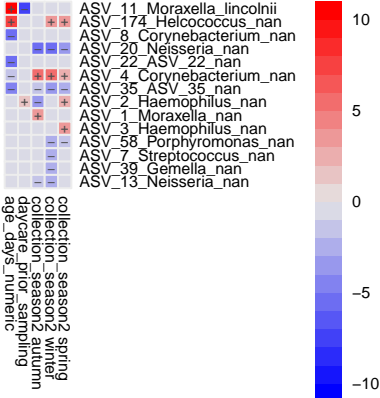 ASV_11_Moraxella_lincolnii
ASV_174_Helcococcus_nan
ASV_8_Corynebacterium_nan
ASV_20_Neisseria_nan
ASV_22_ASV_22_nan
ASV_4_Corynebacterium_nan
ASV_35_ASV_35_nan
ASV_2_Haemophilus_nan
ASV_1_Moraxella_nan
ASV_3_Haemophilus_nan
ASV_58_Porphyromonas_nan
ASV_7_Streptococcus_nan
ASV_39_Gemella_nan
ASV_13_Neisseria_nan
age_days_numeric
daycare_prior_sampling
collection_season2 autumn
collection_season2 winter
collection_season2 spring
10
5
0
−5
−10